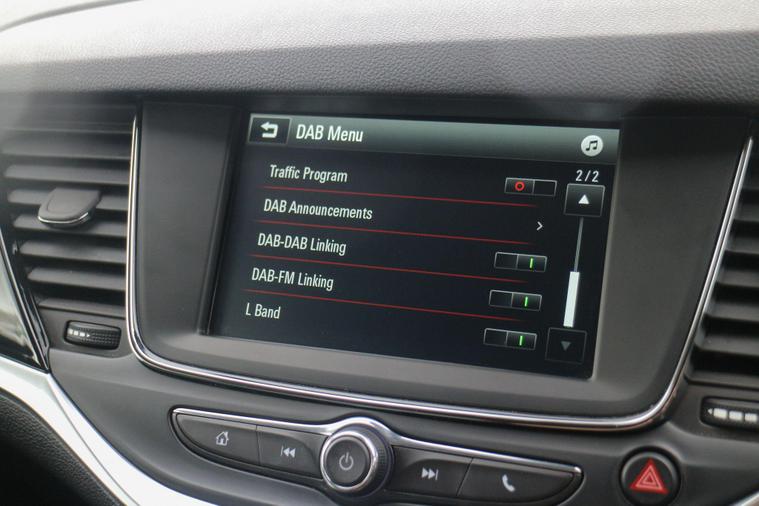 DAB Menu
2/2
Traffic Program
DAB Announcements
DAB-DAB Linking
DAB-FM Linking
L Band